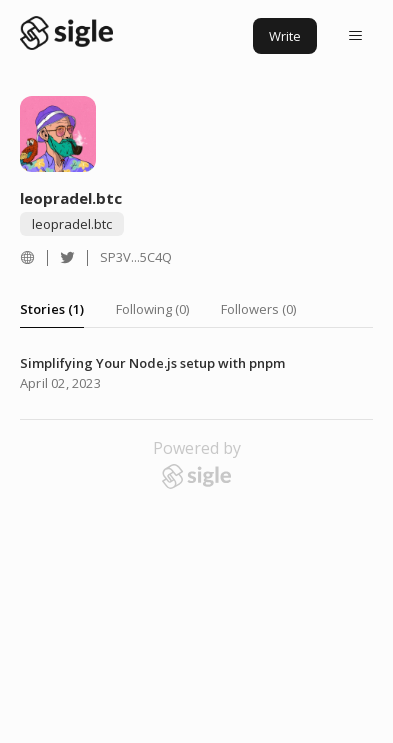 sigle
Write
leopradel.btc
leopradel.btc
SP3V...5C4Q
Stories (1)
Following (0)
Followers (0)
Simplifying Your Node.js setup with pnpm
April 02, 2023
Powered by
sigle